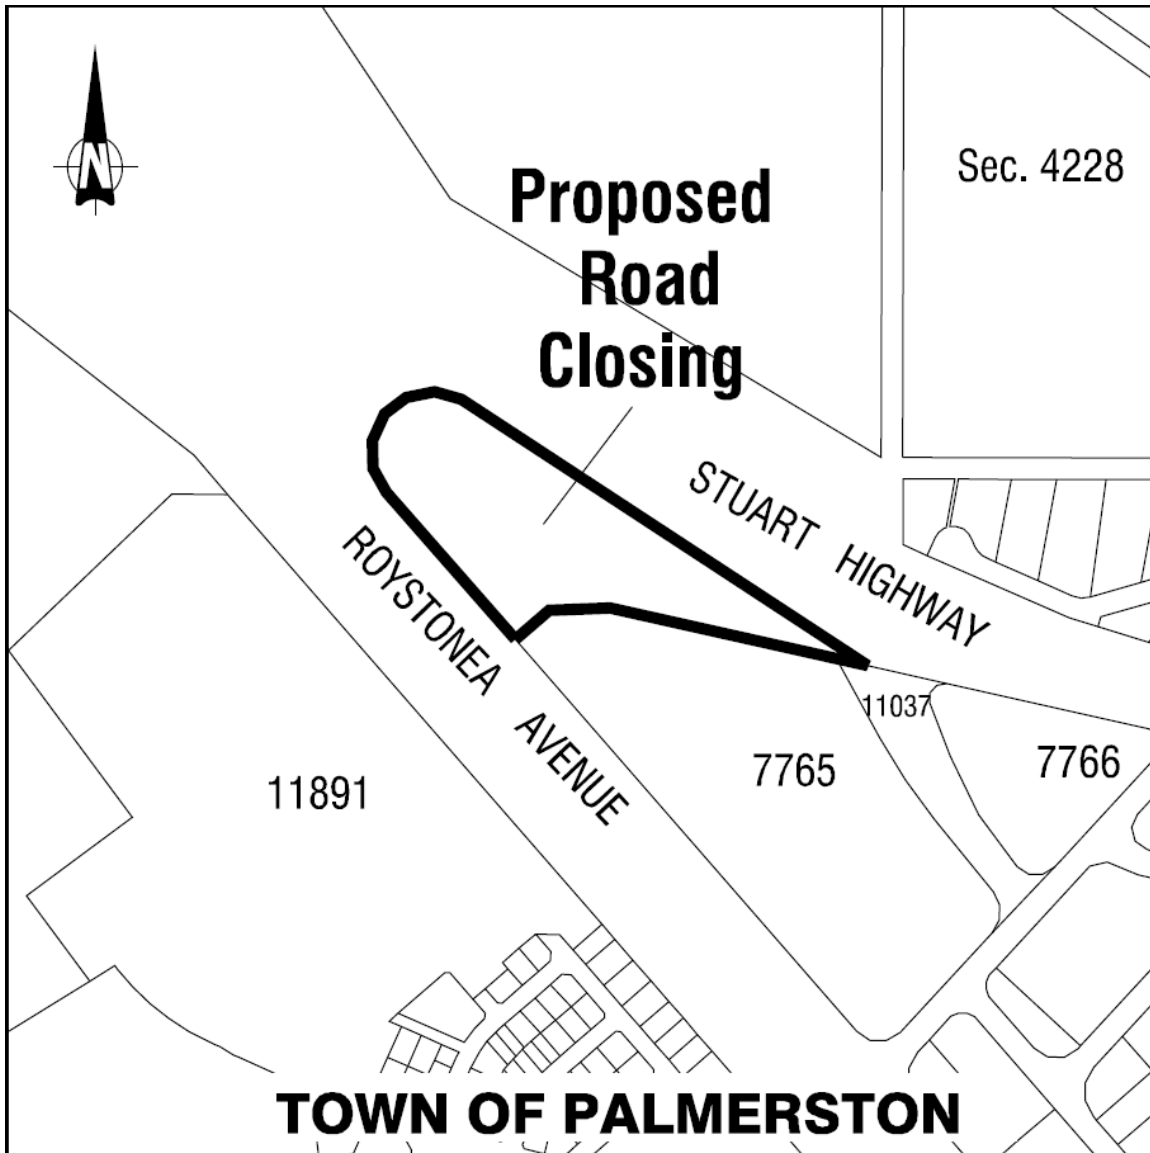 N
Sec. 4228
Proposed
Road
Closing
STUART HIGHWAY
ROYSTONEA AVENUE
11037
7765
7766
11891
TOWN OF PALMERSTON